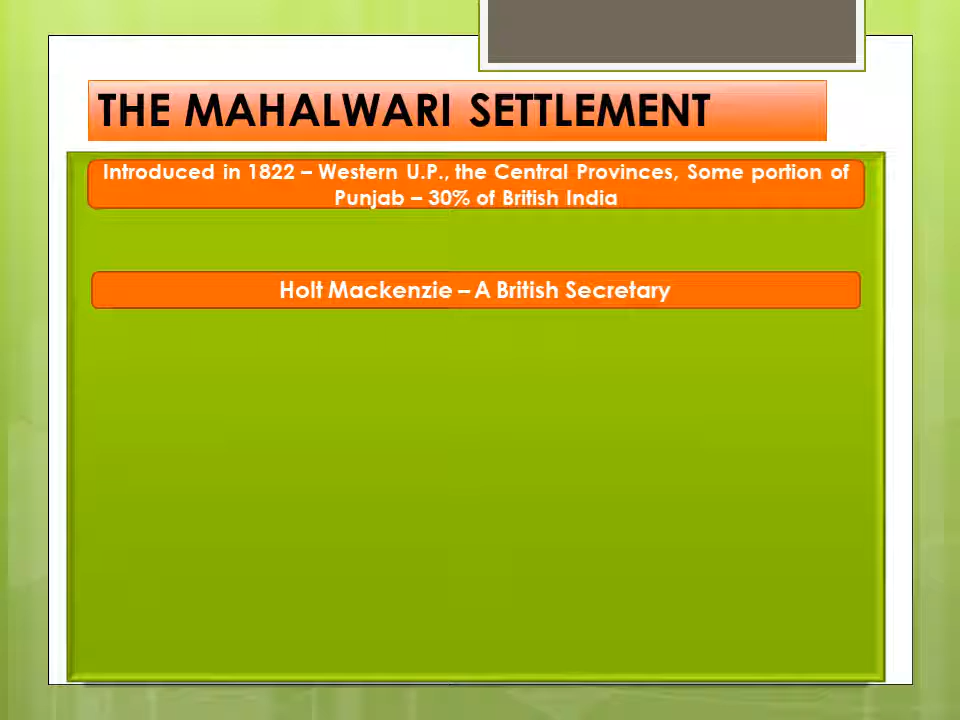 THE MAHALWARI SETTLEMENT
Introduced in 1822 – Western U.P., the Central Provinces, Some portion of
Punjab – 30% of British India
Holt Mackenzie – A British Secretary